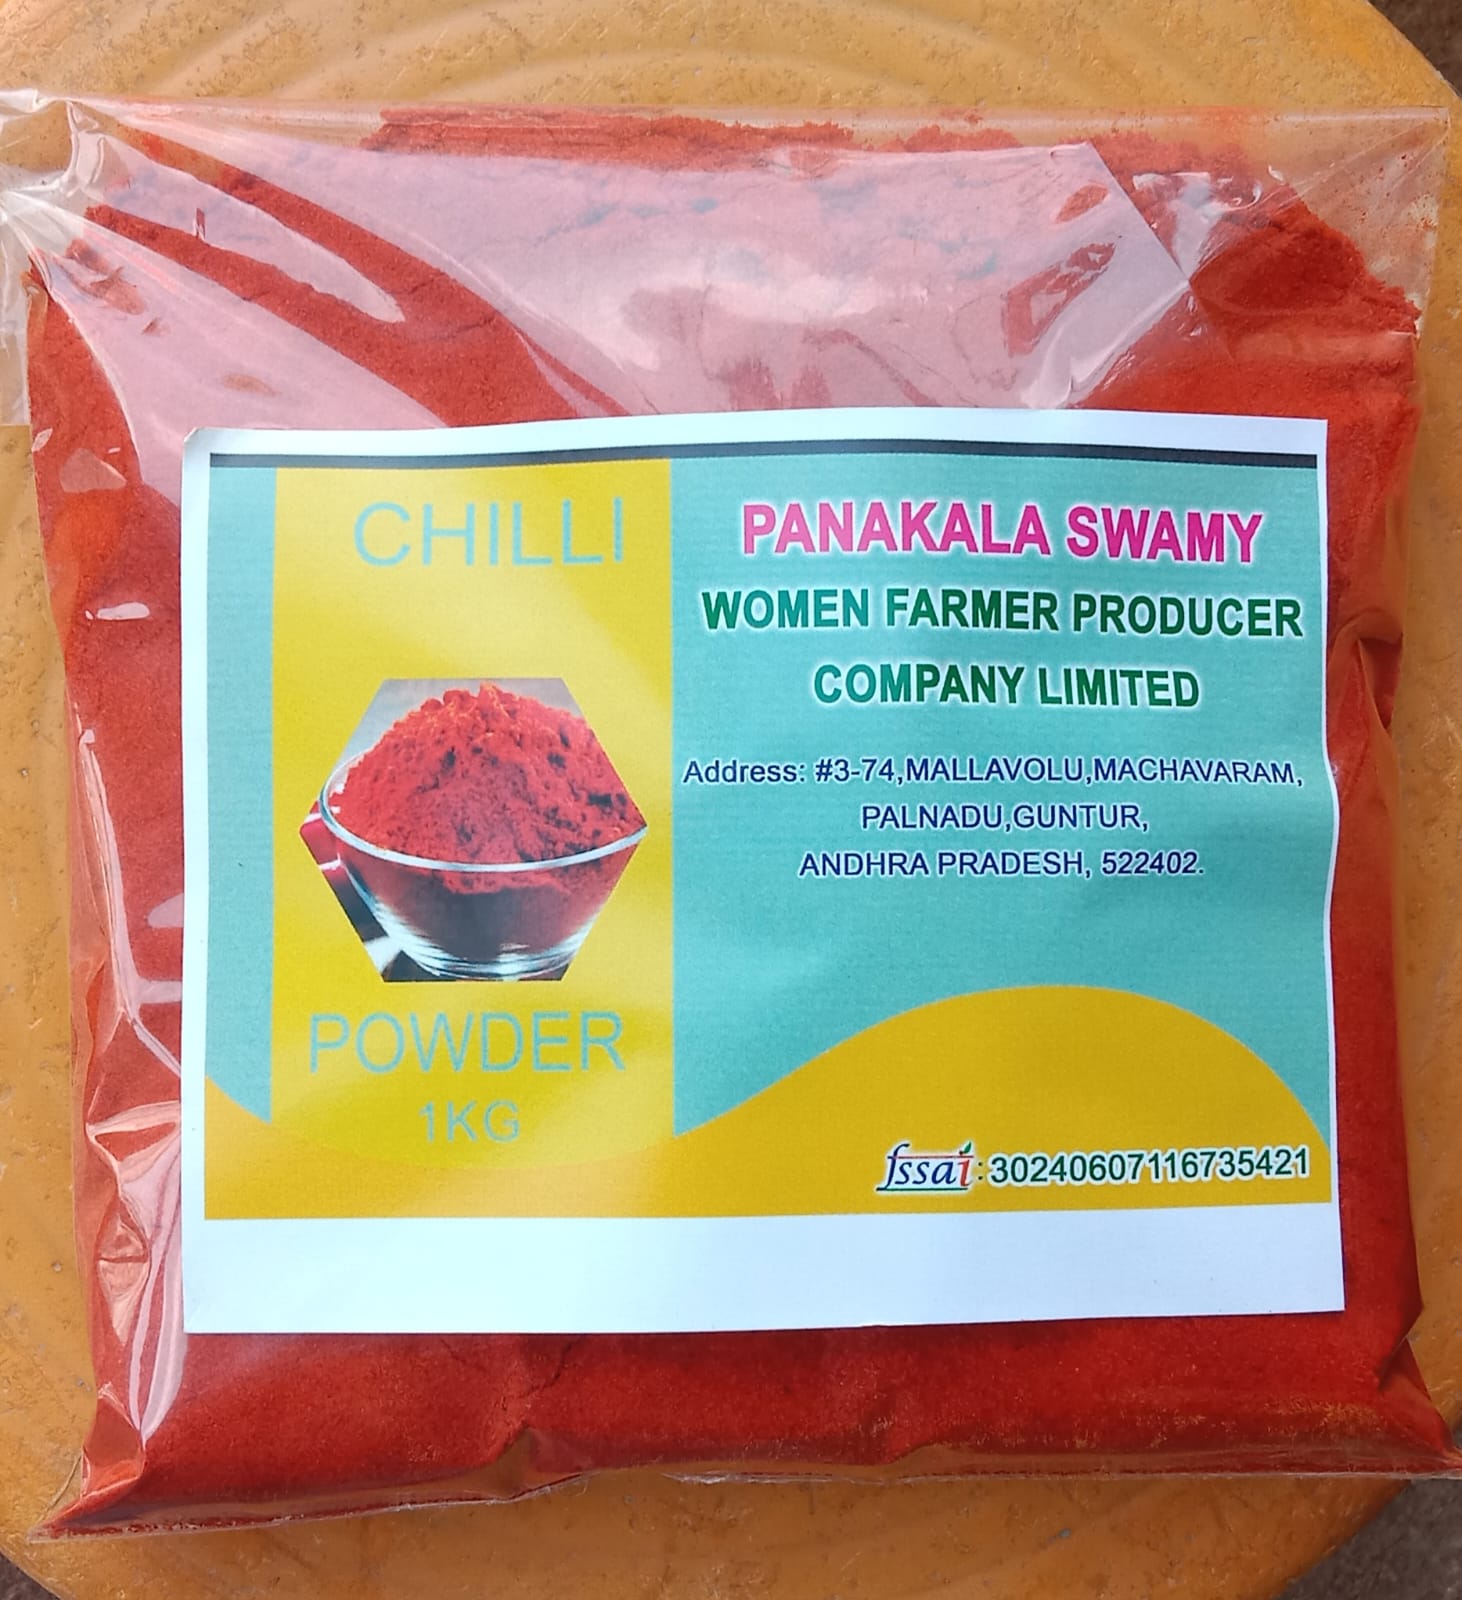 CHILLI
POWDER
1KG
PANAKALA SWAMY
WOMEN FARMER PRODUCER
COMPANY LIMITED
Address: #3-74,MALLAVOLU,MACHAVARAM,
PALNADU,GUNTUR,
ANDHRA PRADESH, 522402.
fssai:30240607116735421